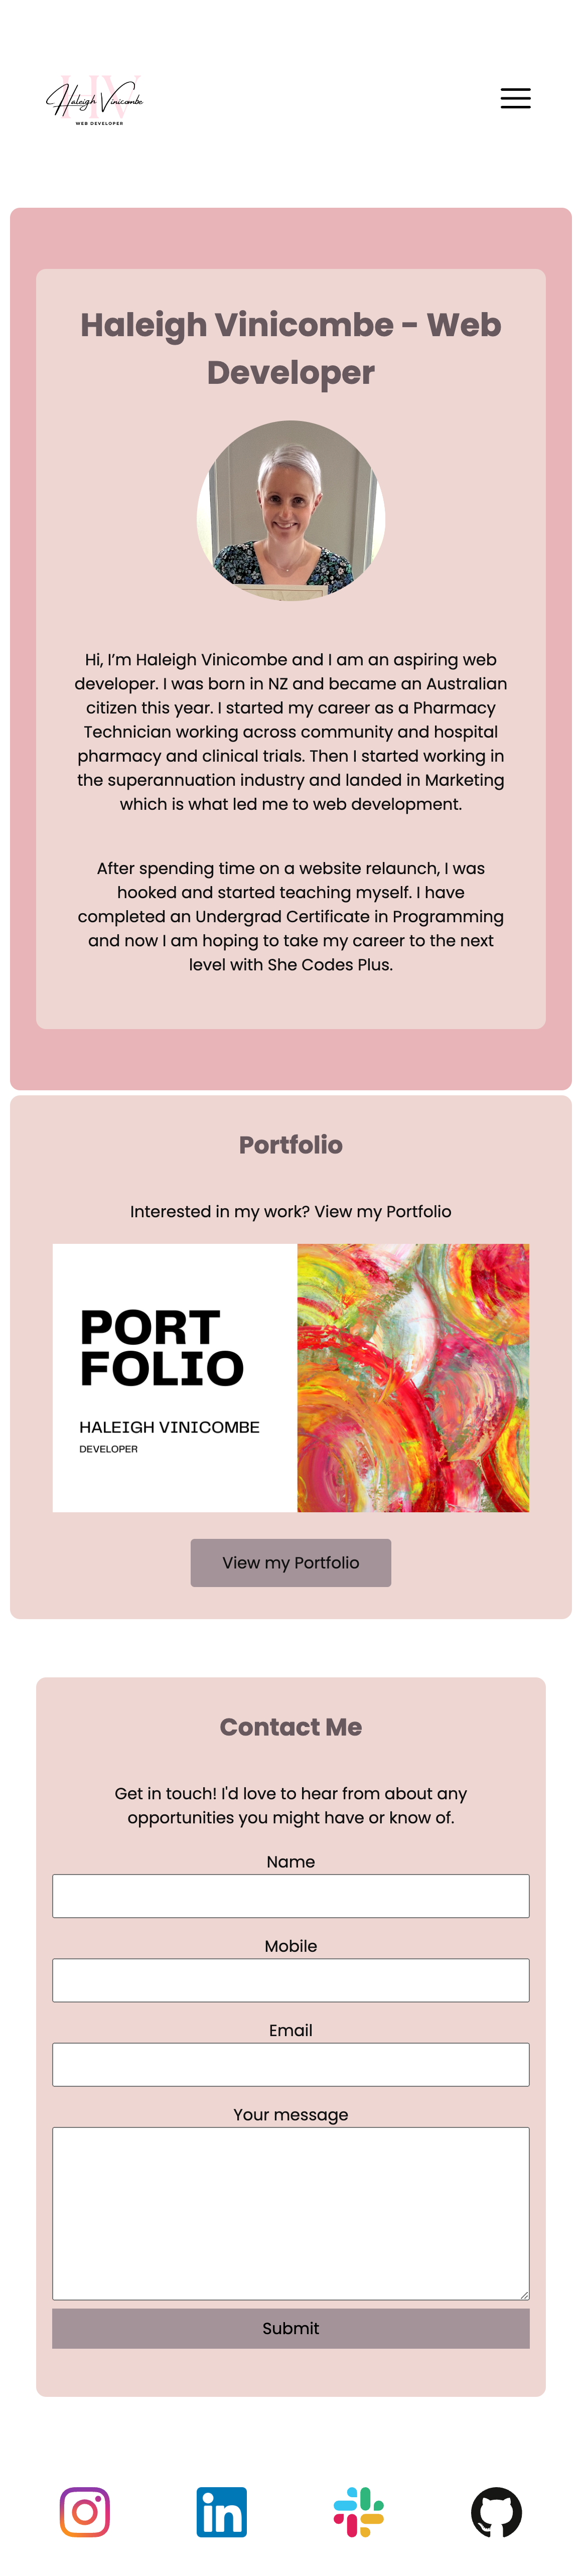 HV
Haleigh Vinicombe
WEB DEVELOPER
Haleigh Vinicombe - Web
Developer
Hi, I’m Haleigh Vinicombe and I am an aspiring web
developer. I was born in NZ and became an Australian
citizen this year. I started my career as a Pharmacy
Technician working across community and hospital
pharmacy and clinical trials. Then I started working in
the superannuation industry and landed in Marketing
which is what led me to web development.
After spending time on a website relaunch, I was
hooked and started teaching myself. I have
completed an Undergrad Certificate in Programming
and now I am hoping to take my career to the next
level with She Codes Plus.
Portfolio
Interested in my work? View my Portfolio
PORT
FOLIO
HALEIGH VINICOMBE
DEVELOPER
View my Portfolio
Contact Me
Get in touch! I'd love to hear from about any
opportunities you might have or know of.
Name
Mobile
Email
Your message
Submit
in